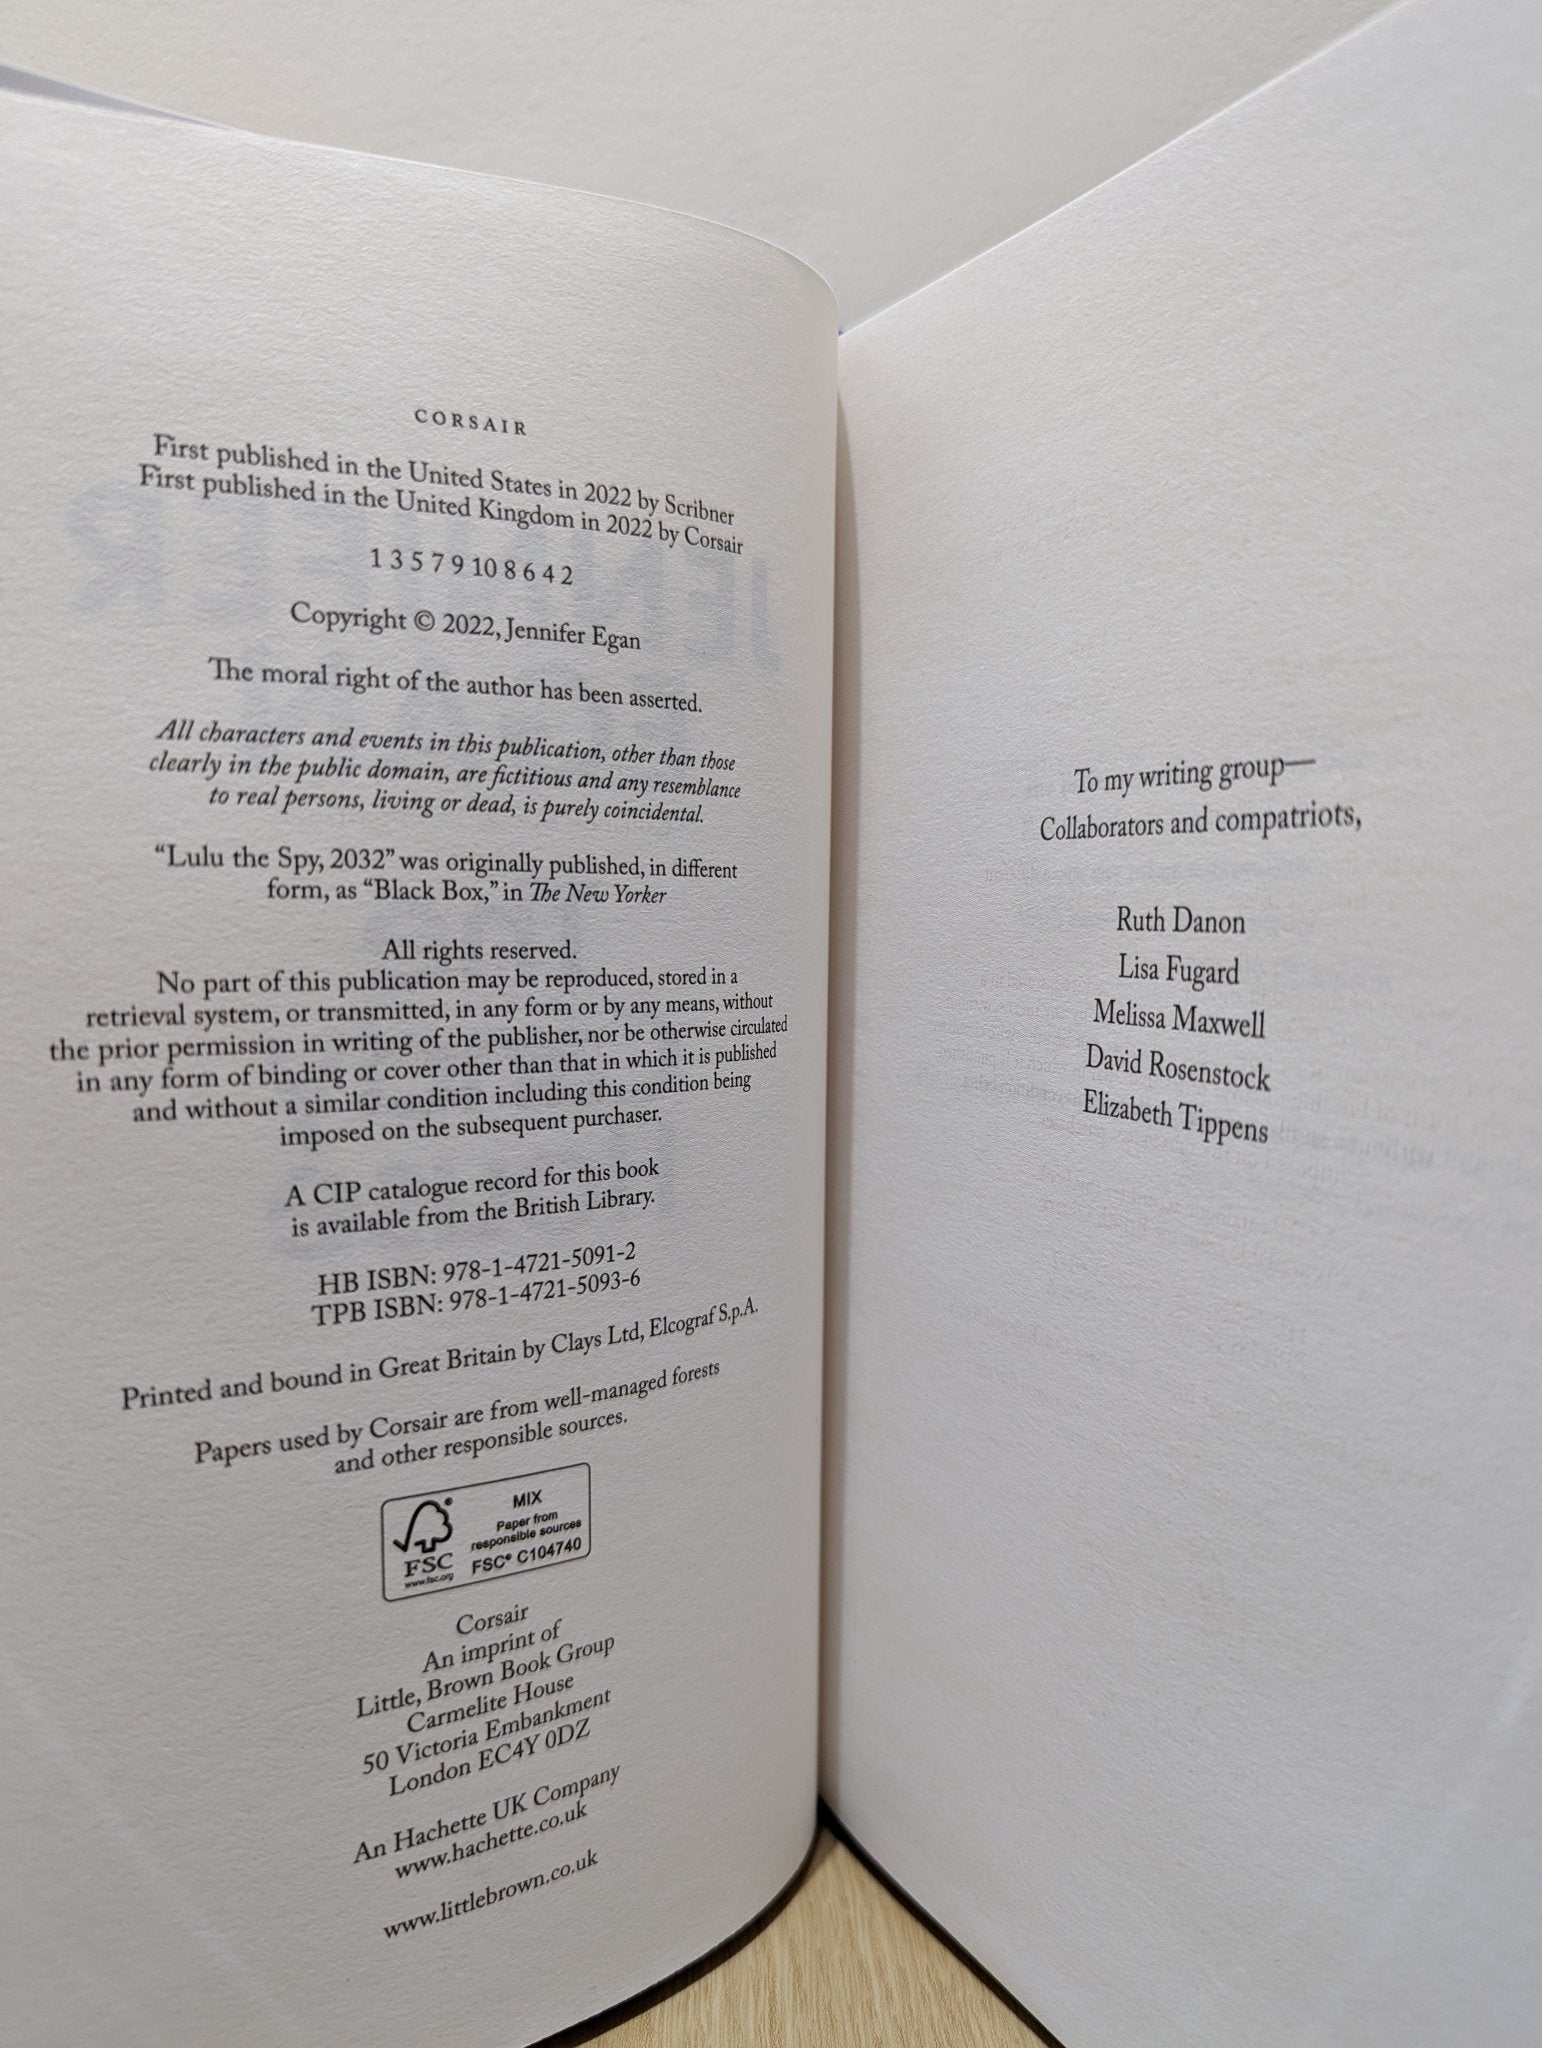 CORSAIR
First published in the United States in 2022 by Scribner
First published in the United Kingdom in 2022 by Corsair
1 3 5 7 9 10 8 6 4 2
Copyright © 2022, Jennifer Egan
The moral right of the author has been asserted.
All characters and events in this publication, other than those
clearly in the public domain, are fictitious and any resemblance
to real persons, living or dead, is purely coincidental.
“Lulu the Spy, 2032” was originally published, in different
form, as “Black Box,” in The New Yorker
All rights reserved.
No part of this publication may be reproduced, stored in a
retrieval system, or transmitted, in any form or by any means, without
the prior permission in writing of the publisher, nor be otherwise circulated
in any form of binding or cover other than that in which it is published
and without a similar condition including this condition being
imposed on the subsequent purchaser.
A CIP catalogue record for this book
is available from the British Library.
HB ISBN: 978-1-4721-5091-2
TPB ISBN: 978-1-4721-5093-6
Printed and bound in Great Britain by Clays Ltd, Elcograf S.p.A.
Papers used by Corsair are from well-managed forests
and other responsible sources.
FSC
www.fsc.org
MIX
Paper from
responsible sources
FSC® C104740
Corsair
An imprint of
Little, Brown Book Group
Carmelite House
50 Victoria Embankment
London EC4Y 0DZ
An Hachette UK Company
www.hachette.co.uk
www.littlebrown.co.uk
To my writing group—
Collaborators and compatriots,
Ruth Danon
Lisa Fugard
Melissa Maxwell
David Rosenstock
Elizabeth Tippens